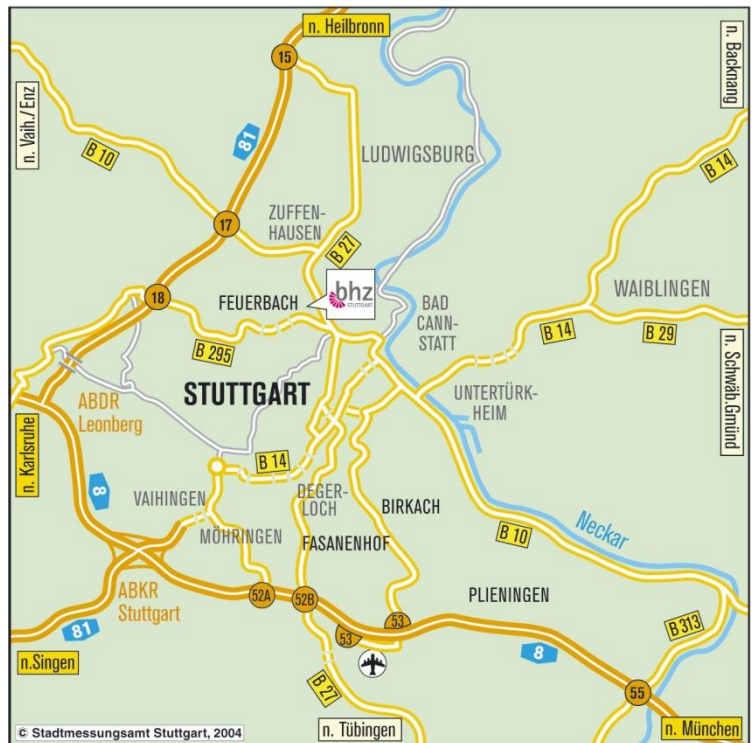 n. Heilbronn
15
n. Vaih./ Enz
n. Backnang
81
B 10
LUDWIGSBURG
B 14
17
ZUFFEN-
HAUSEN
B 27
18
FEUERBACH
bhz
STUTTGART
BAD
CANN-
STATT
WAIBLINGEN
B 14
B 29
B 295
n. Schwäb.Gmünd
STUTTGART
UNTERTÜRK-
HEIM
ABDR
Leonberg
n. Karlsruhe
8
B 14
VAIHINGEN
DEGER-
LOCH
BIRKACH
MÖHRINGEN
FASANENHOF
B 10
Neckar
ABKR
Stuttgart
52A
52B
PLIENINGEN
53
53
81
8
B 313
n.Singen
B 27
55
© Stadtmessungsamt Stuttgart, 2004
n. Tübingen
n. München